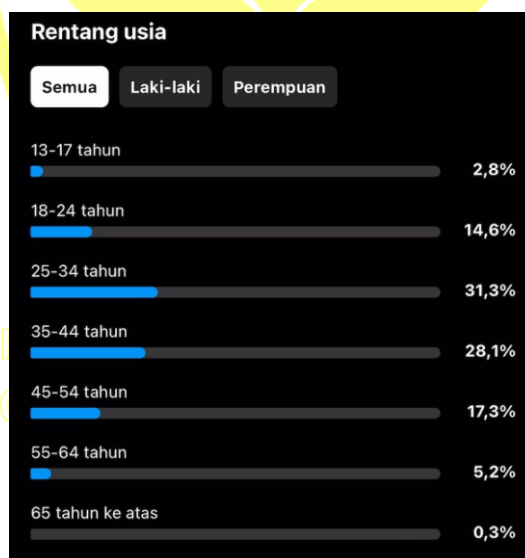 Rentang usia
Semua Laki-laki Perempuan
13-17 tahun
2,8%
18-24 tahun
14,6%
25-34 tahun
31,3%
35-44 tahun
28,1%
45-54 tahun
17,3%
55-64 tahun
5,2%
65 tahun ke atas
0,3%